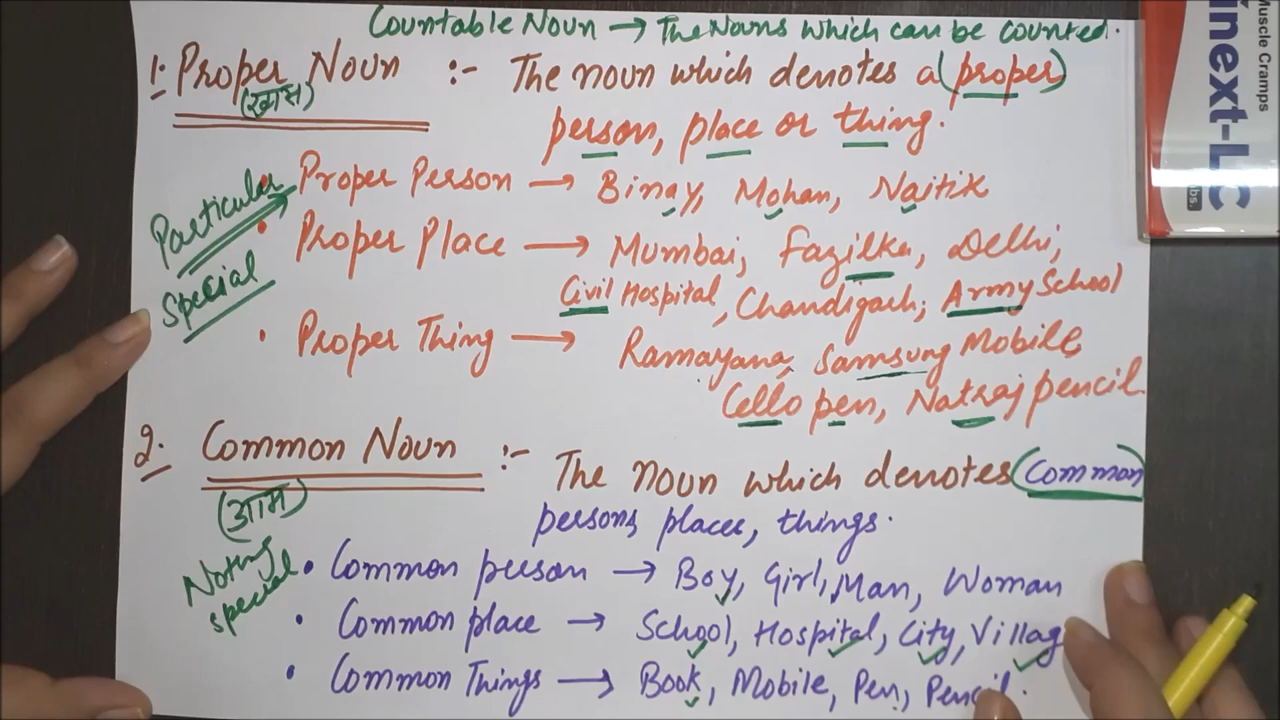 Countable Noun → The Nouns which can be counted.
1. Proper Noun :- The noun which denotes a (proper)
(खास)
person, place or thing.
Particular
Special
• Proper Person → Binay, Mohan, Naitik
• Proper Place → Mumbai, Fazilka, Delhi,
Civil Hospital, Chandigarh, Army School
• Proper Thing → Ramayana, Samsung Mobile,
Cello pen, Natraj pencil.
2. Common Noun :- The noun which denotes (Common)
(आम)
persons, places, things.
Nothing
special
• Common person → Boy, Girl, Man, Woman
• Common place → School, Hospital, City, Villag
• Common Things → Book, Mobile, Pen, Pencil.
Muscle Cramps
inext-LC
bs.